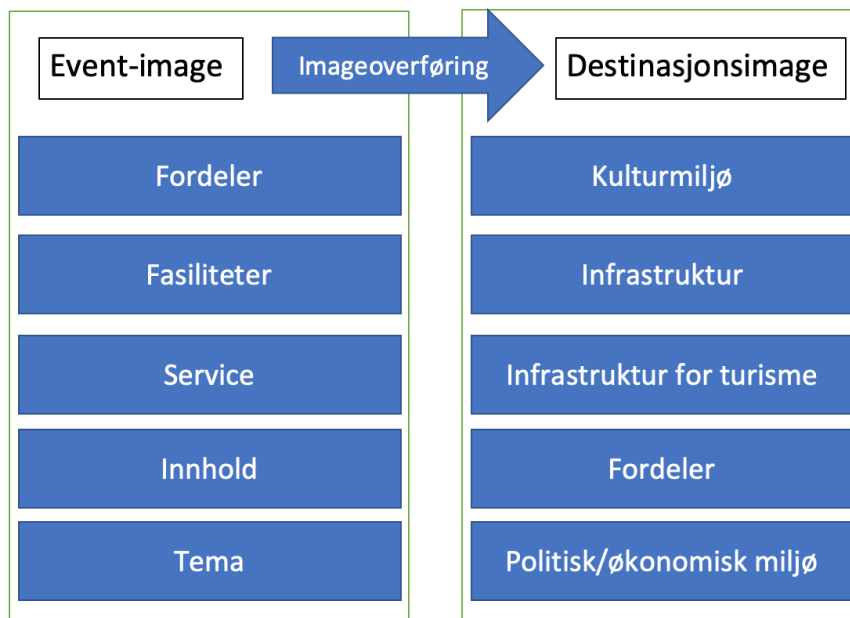 Event-image
Imageoverføring
Destinasjonsimage
Fordeler
Kulturmiljø
Fasiliteter
Infrastruktur
Service
Infrastruktur for turisme
Innhold
Fordeler
Tema
Politisk/økonomisk miljø